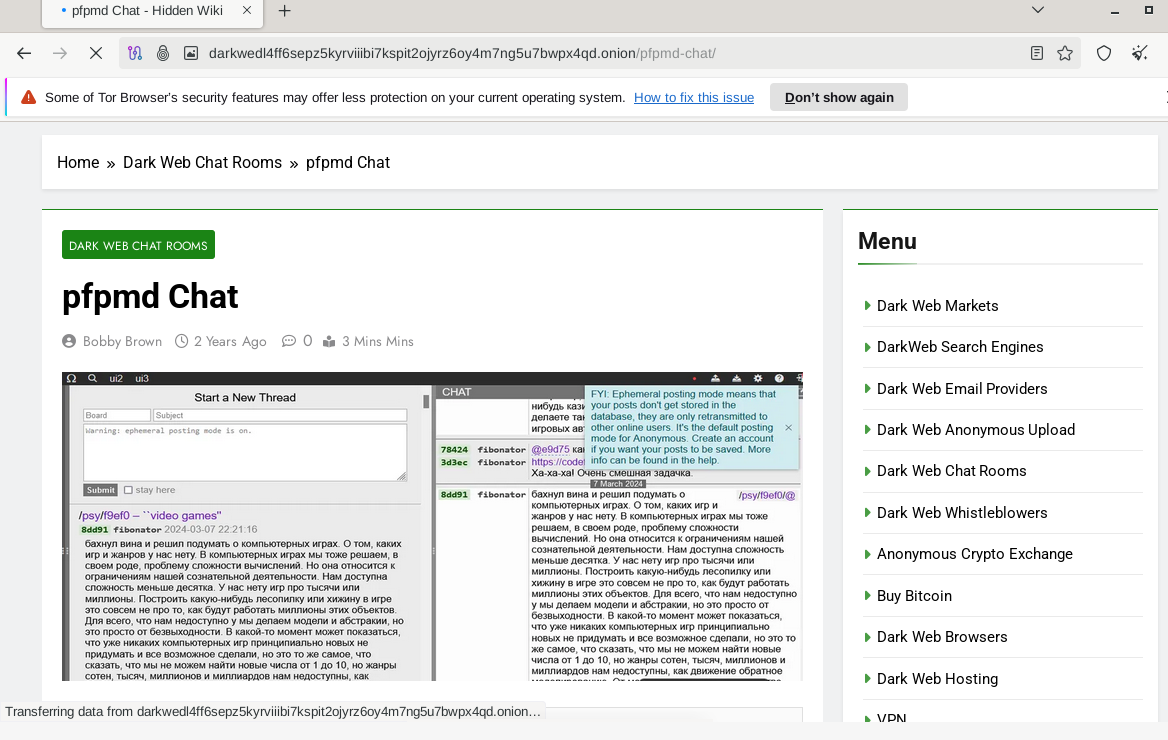 pfpmd Chat - Hidden Wiki
darkwedl4ff6sepz5kyrviiibi7kspit2ojyrz6oy4m7ng5u7bwpx4qd.onion/pfpmd-chat/
Some of Tor Browser's security features may offer less protection on your current operating system. How to fix this issue Don't show again
Home » Dark Web Chat Rooms » pfpmd Chat
DARK WEB CHAT ROOMS
pfpmd Chat
Bobby Brown 2 Years Ago 0 3 Mins Mins
Ω ui2 ui3
Start a New Thread
Board Subject
Warning: ephemeral posting mode is on.
Submit stay here
/psy/f9ef0 – ``video games''
8dd91 fibonator 2024-03-07 22:21:16
бахнул вина и решил подумать о компьютерных играх. О том, каких
игр и жанров у нас нету. В компьютерных играх мы тоже решаем, в
своем роде, проблему сложности вычислений. Но она относится к
ограничениям нашей сознательной деятельности. Нам доступна
сложность меньше десятка. У нас нету игр про тысячи или
миллионы. Построить какую-нибудь лесопилку или хижину в игре
это совсем не про то, как будут работать миллионы этих объектов.
Для всего, что нам недоступно у мы делаем модели и абстракии, но
это просто от безвыходности. В какой-то момент может показаться,
что уже никаких компьютерных игр принципиально новых не
придумать и все возможное сделали, но это то же самое, что
сказать, что мы не можем найти новые числа от 1 до 10, но жанры
сотен, тысяч, миллионов и миллиардов нам недоступны, как
CHAT
нибудь кази
делаете так
игровых авт
FYI: Ephemeral posting mode means that
your posts don't get stored in the
database, they are only retransmitted to
other online users. It's the default posting
mode for Anonymous. Create an account
if you want your posts to be saved. More
info can be found in the help.
78424 fibonator @e9d75 как
3d3ec fibonator https://codef
Ха-ха-ха! Очень смешная задачка.
7 March 2024
8dd91 fibonator бахнул вина и решил подумать о /psy/f9ef0/@
компьютерных играх. О том, каких игр и
жанров у нас нету. В компьютерных играх мы тоже
решаем, в своем роде, проблему сложности
вычислений. Но она относится к ограничениям нашей
сознательной деятельности. Нам доступна сложность
меньше десятка. У нас нету игр про тысячи или
миллионы. Построить какую-нибудь лесопилку или
хижину в игре это совсем не про то, как будут работать
миллионы этих объектов. Для всего, что нам недоступно
у мы делаем модели и абстракии, но это просто от
безвыходности. В какой-то момент может показаться,
что уже никаких компьютерных игр принципиально
новых не придумать и все возможное сделали, но это то
же самое, что сказать, что мы не можем найти новые
числа от 1 до 10, но жанры сотен, тысяч, миллионов и
миллиардов нам недоступны, как движение обратное
Menu
Dark Web Markets
DarkWeb Search Engines
Dark Web Email Providers
Dark Web Anonymous Upload
Dark Web Chat Rooms
Dark Web Whistleblowers
Anonymous Crypto Exchange
Buy Bitcoin
Dark Web Browsers
Dark Web Hosting
VPN
Transferring data from darkwedl4ff6sepz5kyrviiibi7kspit2ojyrz6oy4m7ng5u7bwpx4qd.onion…